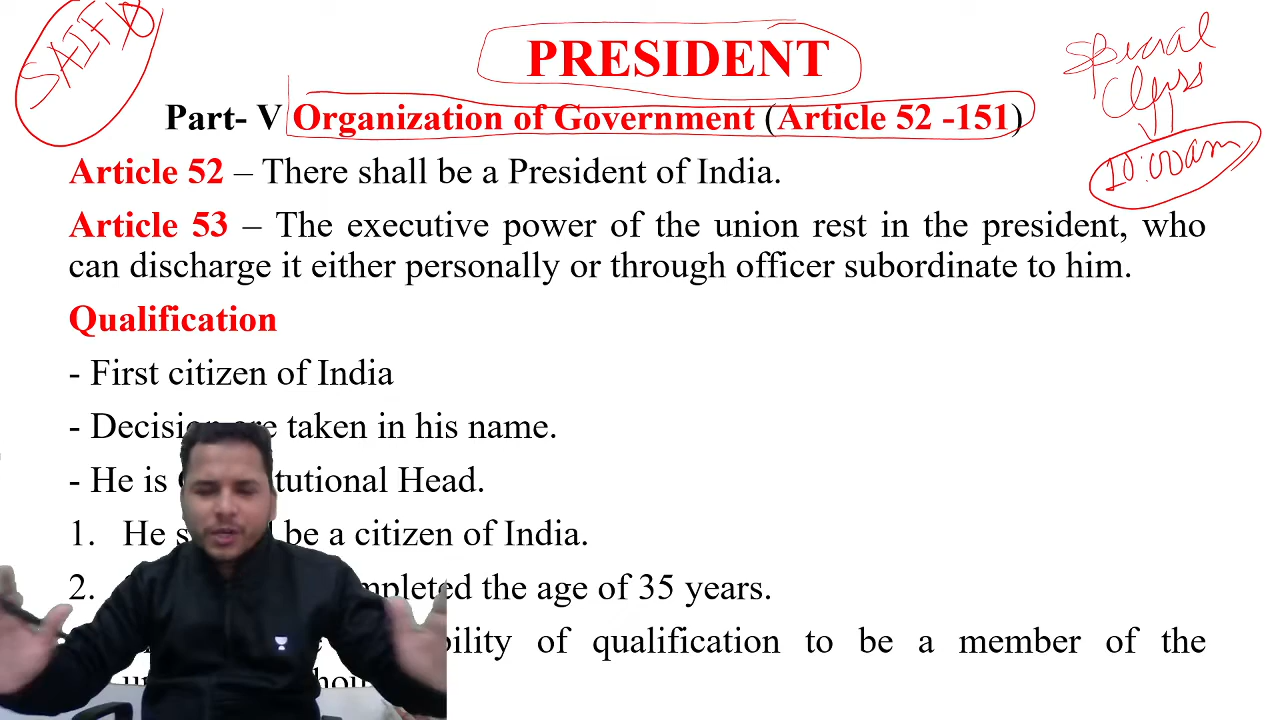 SAIF
PRESIDENT
Special
Class
Part- V Organization of Government (Article 52 -151)
10:00am
Article 52 – There shall be a President of India.
Article 53 – The executive power of the union rest in the president, who
can discharge it either personally or through officer subordinate to him.
Qualification
- First citizen of India
- Decision are taken in his name.
- He is tutional Head.
1. He be a citizen of India.
2. mpleted the age of 35 years.
bility of qualification to be a member of the